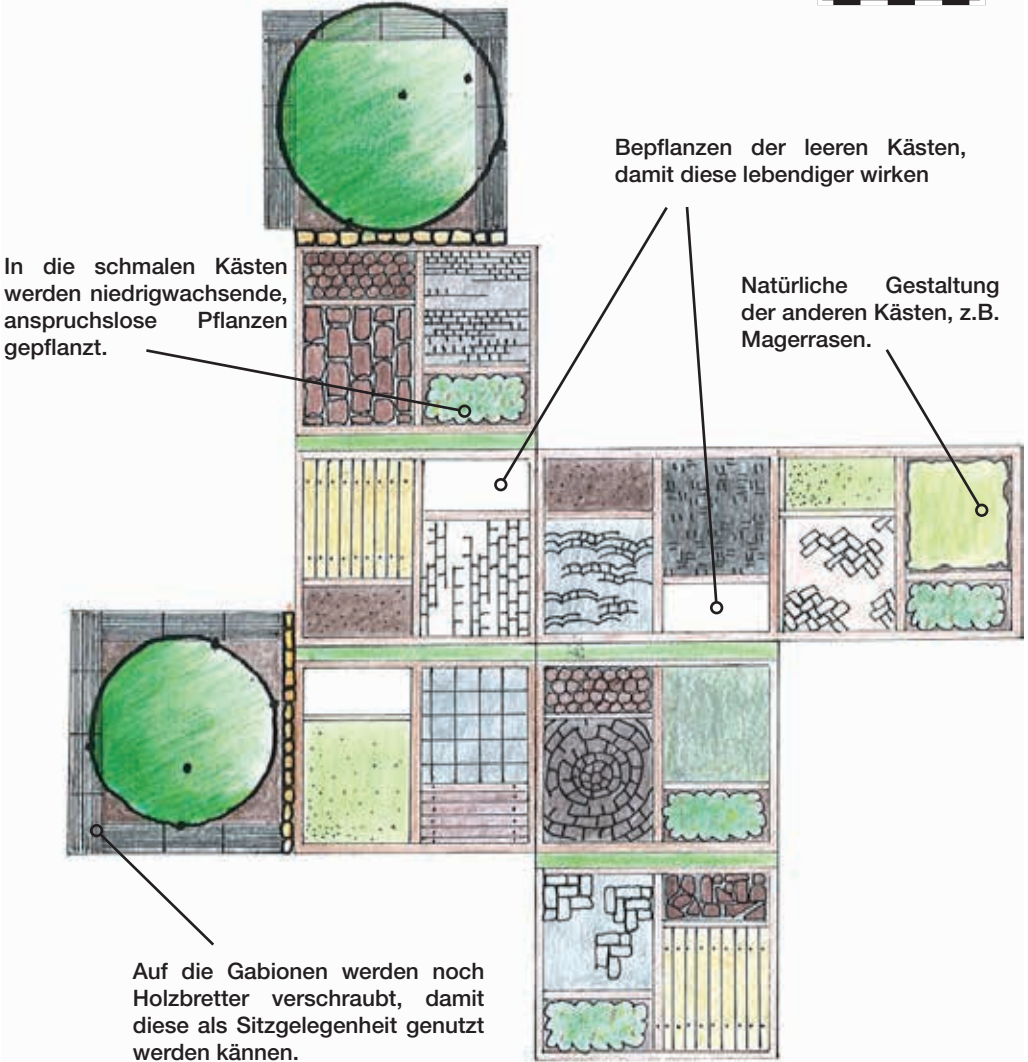 Bepflanzen der leeren Kästen,
damit diese lebendiger wirken
In die schmalen Kästen
werden niedrigwachsende,
anspruchslose Pflanzen
gepflanzt.
Natürliche Gestaltung
der anderen Kästen, z.B.
Magerrasen.
Auf die Gabionen werden noch
Holzbretter verschraubt, damit
diese als Sitzgelegenheit genutzt
werden kännen.